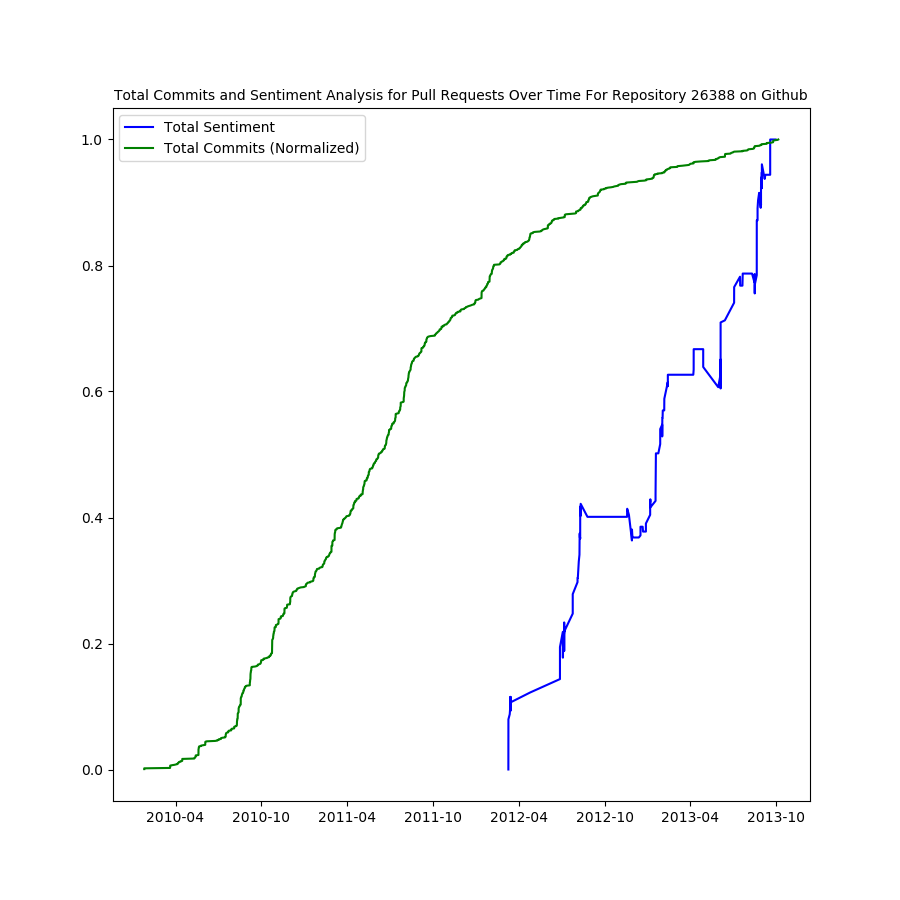 Total Commits and Sentiment Analysis for Pull Requests Over Time For Repository 26388 on Github
Total Sentiment
Total Commits (Normalized)
1.0
0.8
0.6
0.4
0.2
0.0
2010-04 2010-10 2011-04 2011-10 2012-04 2012-10 2013-04 2013-10